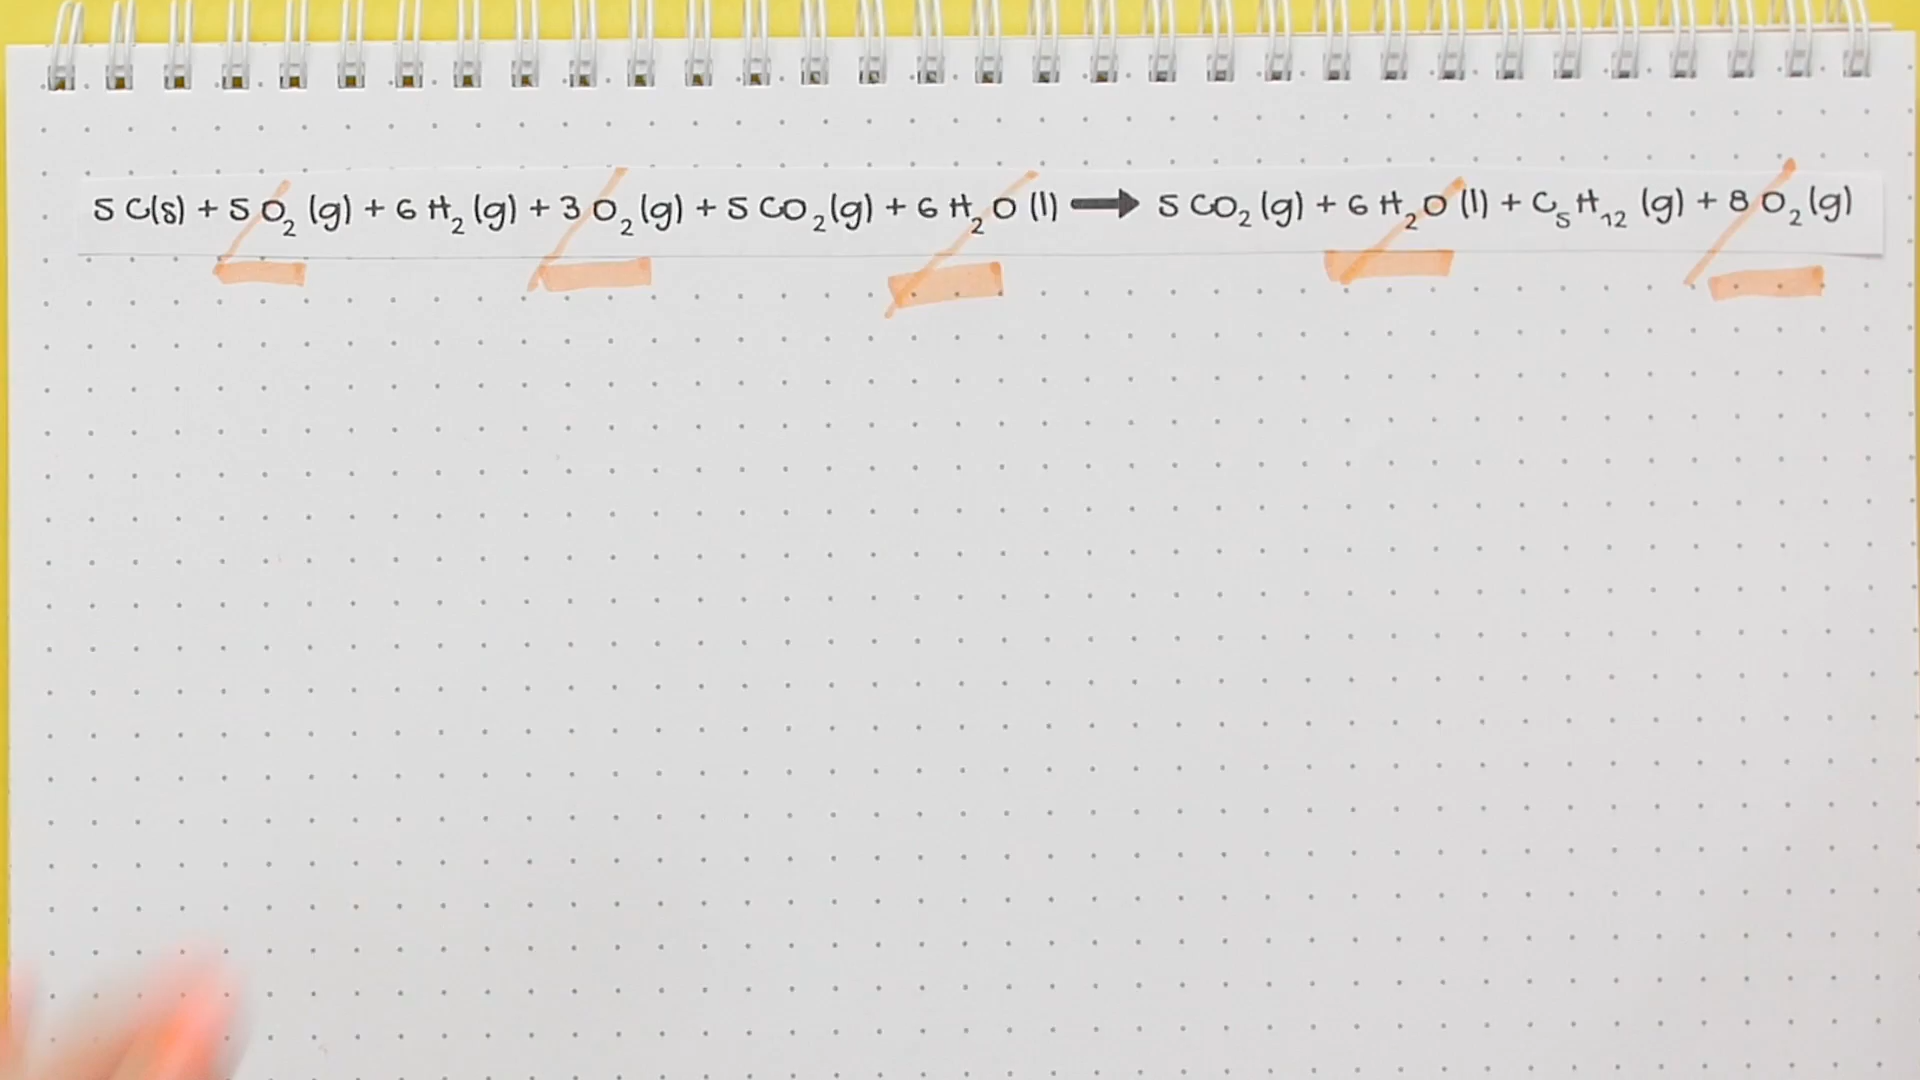 5 C(s) + 5 O₂ (g) + 6 H₂ (g) + 3 O₂ (g) + 5 CO₂ (g) + 6 H₂O (l) → 5 CO₂ (g) + 6 H₂O (l) + C₅H₁₂ (g) + 8 O₂ (g)